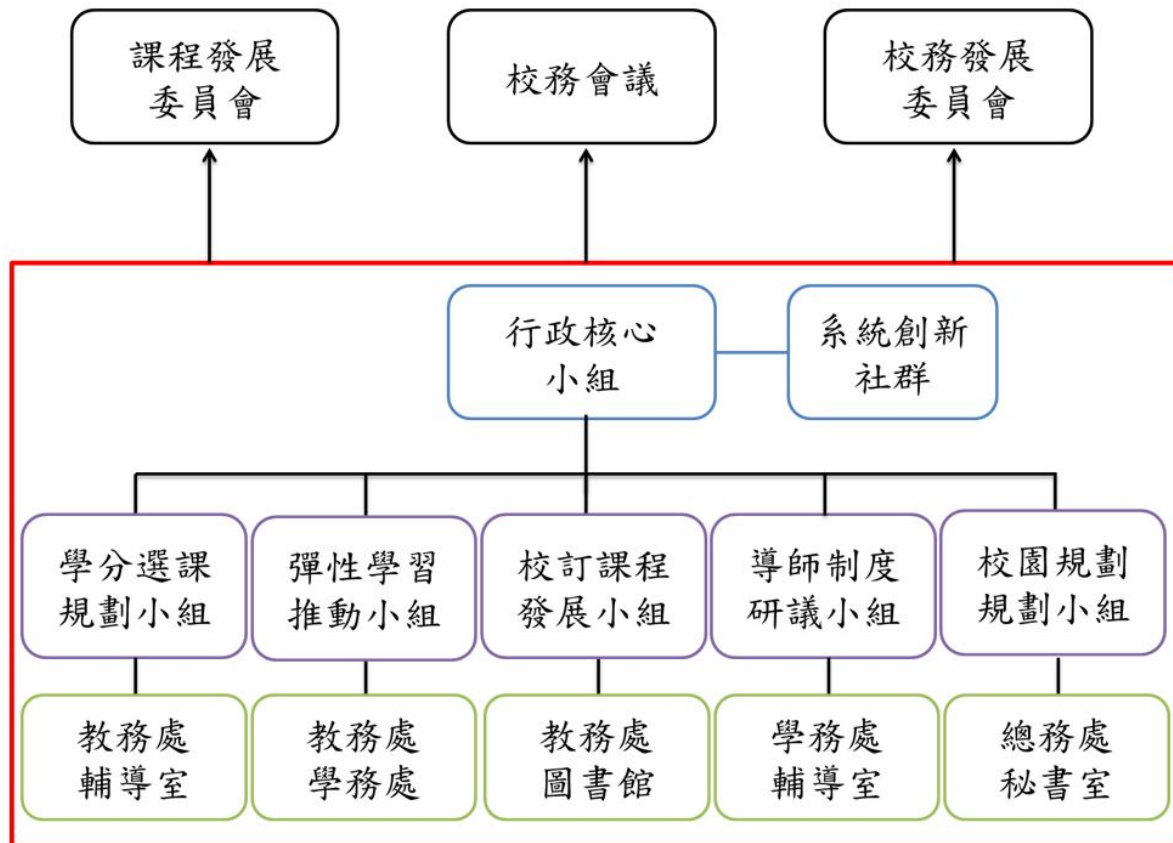 課程發展
委員會
校務會議
校務發展
委員會
行政核心
小組
系統創新
社群
學分選課
規劃小組
彈性學習
推動小組
校訂課程
發展小組
導師制度
研議小組
校園規劃
規劃小組
教務處
輔導室
教務處
學務處
教務處
圖書館
學務處
輔導室
總務處
秘書室